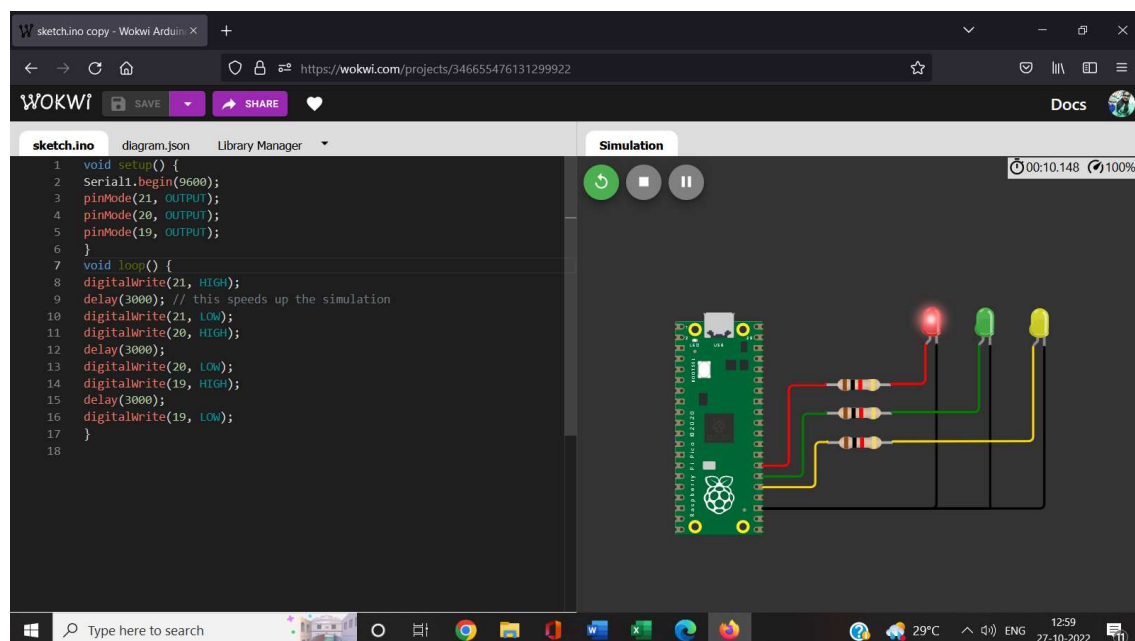 sketch.ino copy - Wokwi Arduin
https://wokwi.com/projects/346655476131299922
WOKWi SAVE SHARE Docs
sketch.ino diagram.json Library Manager Simulation
00:10.148 100%
1 void setup() {
2 Serial1.begin(9600);
3 pinMode(21, OUTPUT);
4 pinMode(20, OUTPUT);
5 pinMode(19, OUTPUT);
6 }
7 void loop() {
8 digitalWrite(21, HIGH);
9 delay(3000); // this speeds up the simulation
10 digitalWrite(21, LOW);
11 digitalWrite(20, HIGH);
12 delay(3000);
13 digitalWrite(20, LOW);
14 digitalWrite(19, HIGH);
15 delay(3000);
16 digitalWrite(19, LOW);
17 }
18
LED USB
BOOTSEL
Raspberry Pi Pico ©2020
Type here to search 29°C ENG 12:59
27-10-2022